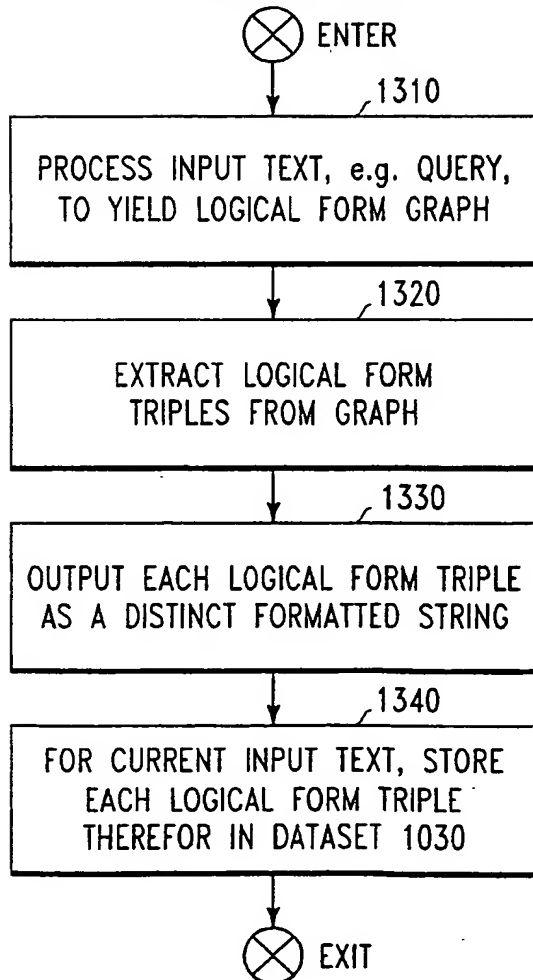 ENTER
1310
PROCESS INPUT TEXT, e.g. QUERY,
TO YIELD LOGICAL FORM GRAPH
1320
EXTRACT LOGICAL FORM
TRIPLES FROM GRAPH
1330
OUTPUT EACH LOGICAL FORM TRIPLE
AS A DISTINCT FORMATTED STRING
1340
FOR CURRENT INPUT TEXT, STORE
EACH LOGICAL FORM TRIPLE
THEREFOR IN DATASET 1030
EXIT